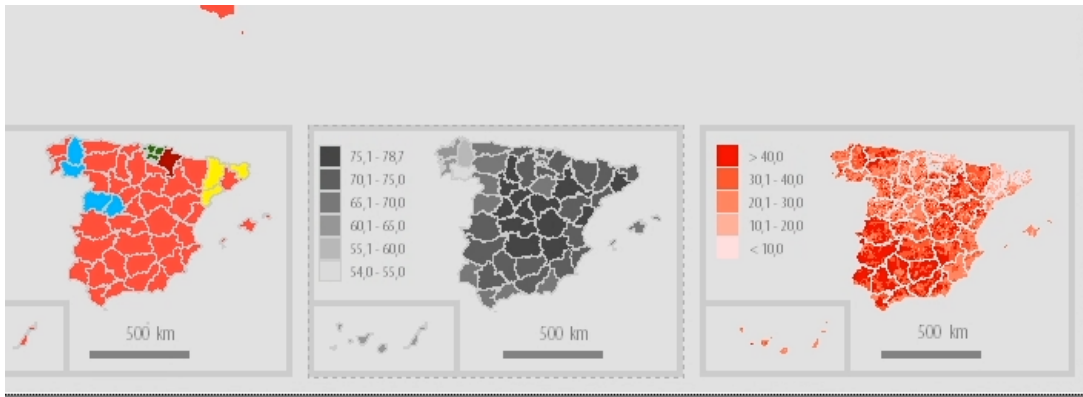 75,1 - 78,7
70,1 - 75,0
65,1 - 70,0
60,1 - 65,0
55,1 - 60,0
54,0 - 55,0
> 40,0
30,1 - 40,0
20,1 - 30,0
10,1 - 20,0
< 10,0
500 km
500 km
500 km